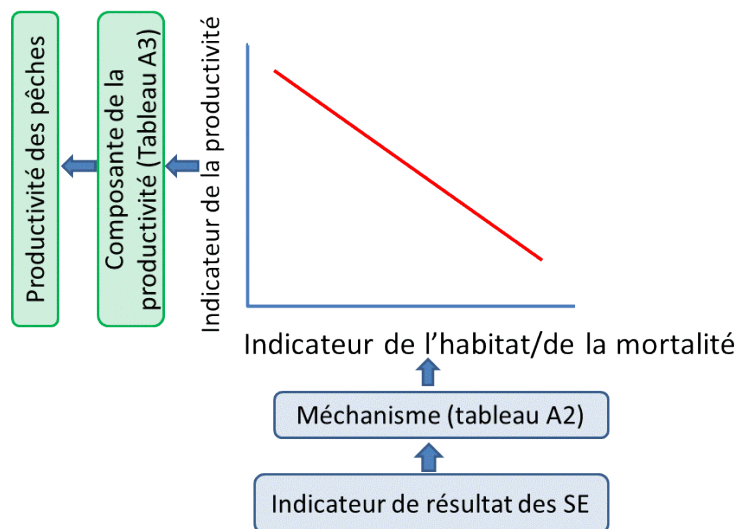 Productivité des pêches
Composante de la
productivité (Tableau A3)
Indicateur de la productivité
Indicateur de l'habitat/de la mortalité
Méchanisme (tableau A2)
Indicateur de résultat des SE